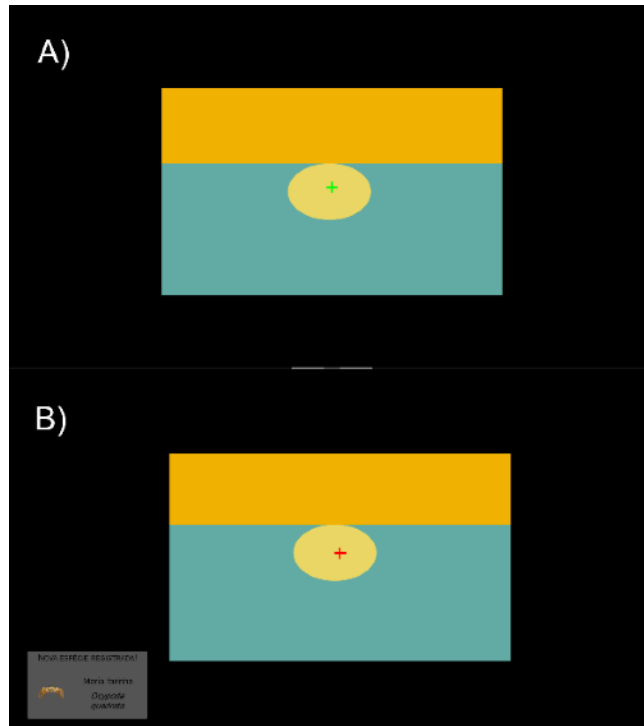 A)
B)
NOVA ESPÉCIE REGISTRADA!
Maria farinha
Ocypode
quadrata